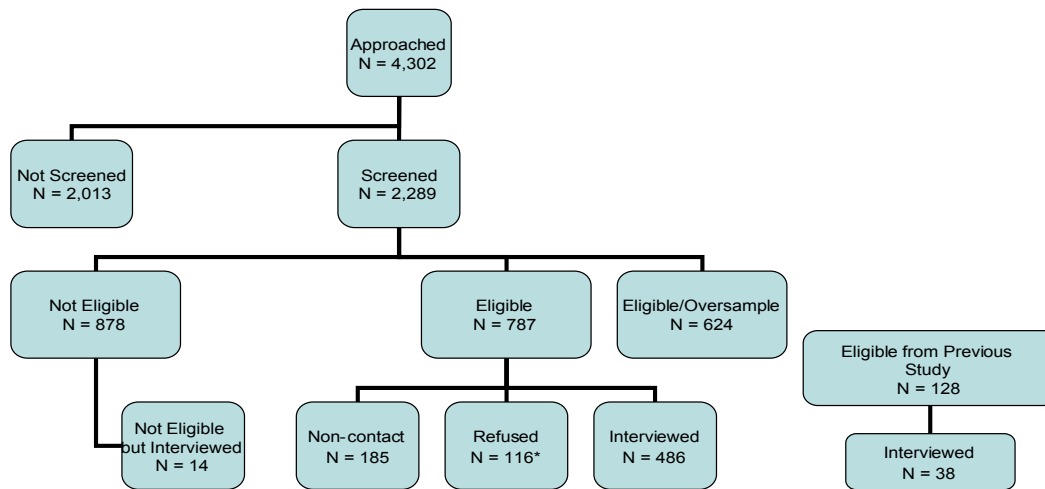 Approached
N = 4,302
Not Screened
N = 2,013
Screened
N = 2,289
Not Eligible
N = 878
Eligible
N = 787
Eligible/Oversample
N = 624
Eligible from Previous
Study
N = 128
Not Eligible
but Interviewed
N = 14
Non-contact
N = 185
Refused
N = 116*
Interviewed
N = 486
Interviewed
N = 38